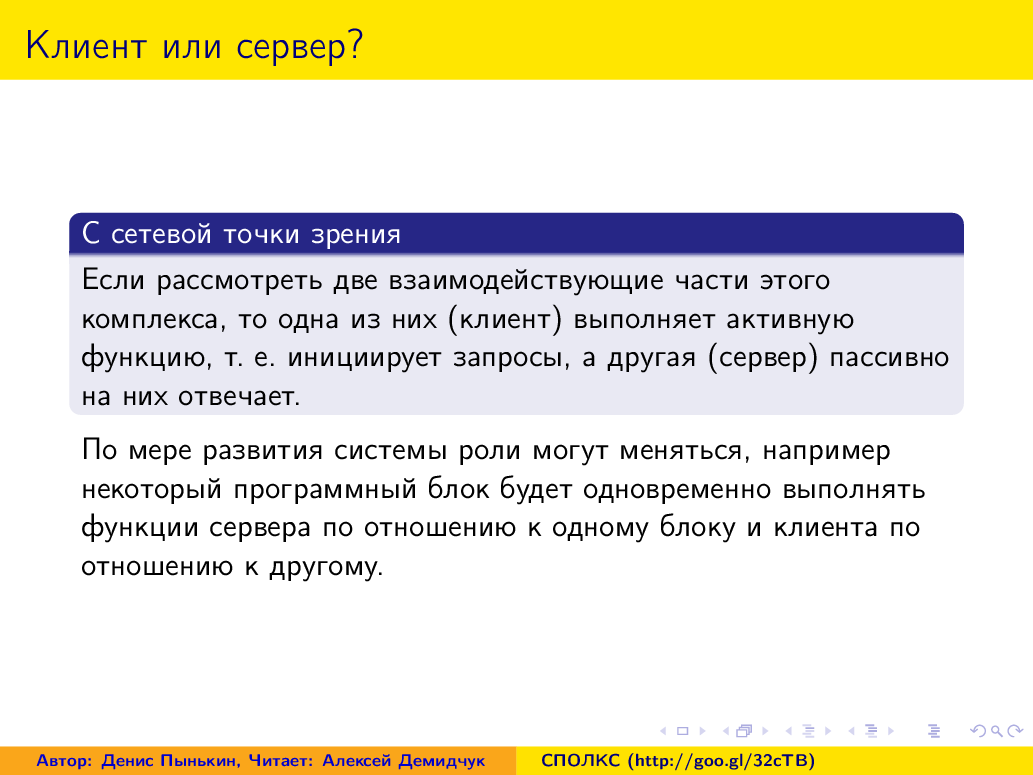 Клиент или сервер?
С сетевой точки зрения
Если рассмотреть две взаимодействующие части этого
комплекса, то одна из них (клиент) выполняет активную
функцию, т. е. инициирует запросы, а другая (сервер) пассивно
на них отвечает.
По мере развития системы роли могут меняться, например
некоторый программный блок будет одновременно выполнять
функции сервера по отношению к одному блоку и клиента по
отношению к другому.
Автор: Денис Пынькин, Читает: Алексей Демидчук СПОЛКС (http://goo.gl/32cTB)